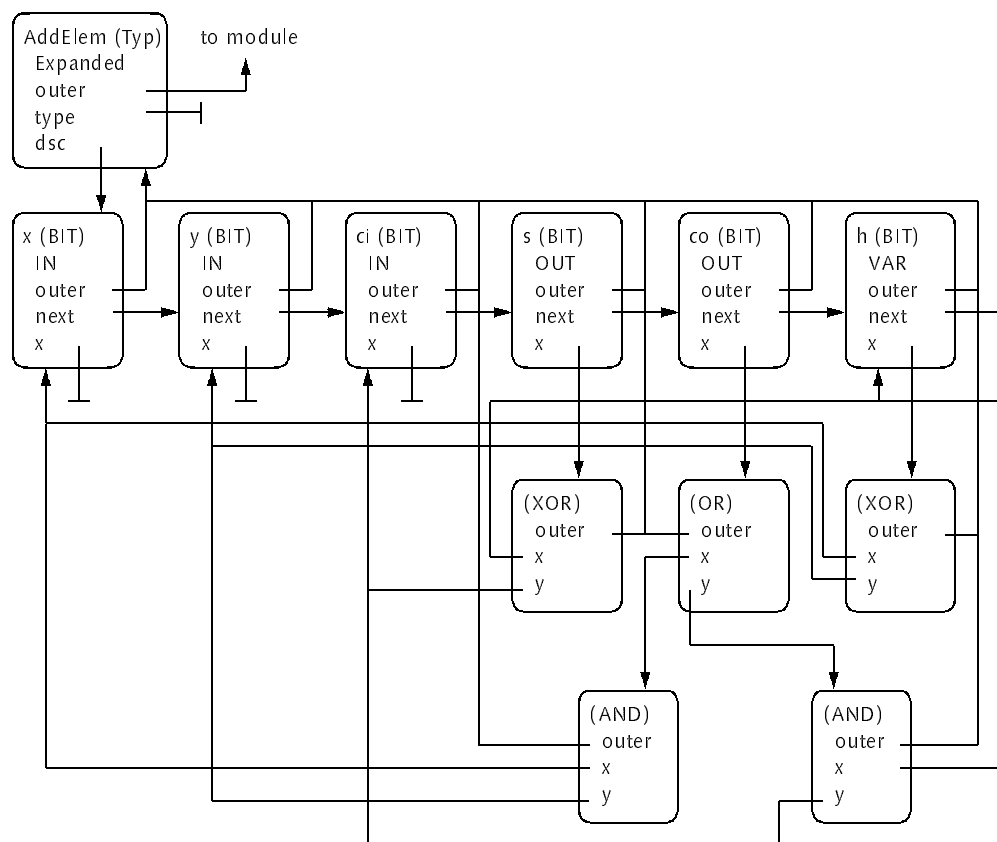 AddElem (Typ)
to module
Expanded
outer
type
dsc
x (BIT)
IN
outer
next
x
y (BIT)
IN
outer
next
x
ci (BIT)
IN
outer
next
x
s (BIT)
OUT
outer
next
x
co (BIT)
OUT
outer
next
x
h (BIT)
VAR
outer
next
x
(XOR)
outer
x
y
(OR)
outer
x
y
(XOR)
outer
x
y
(AND)
outer
x
y
(AND)
outer
x
y